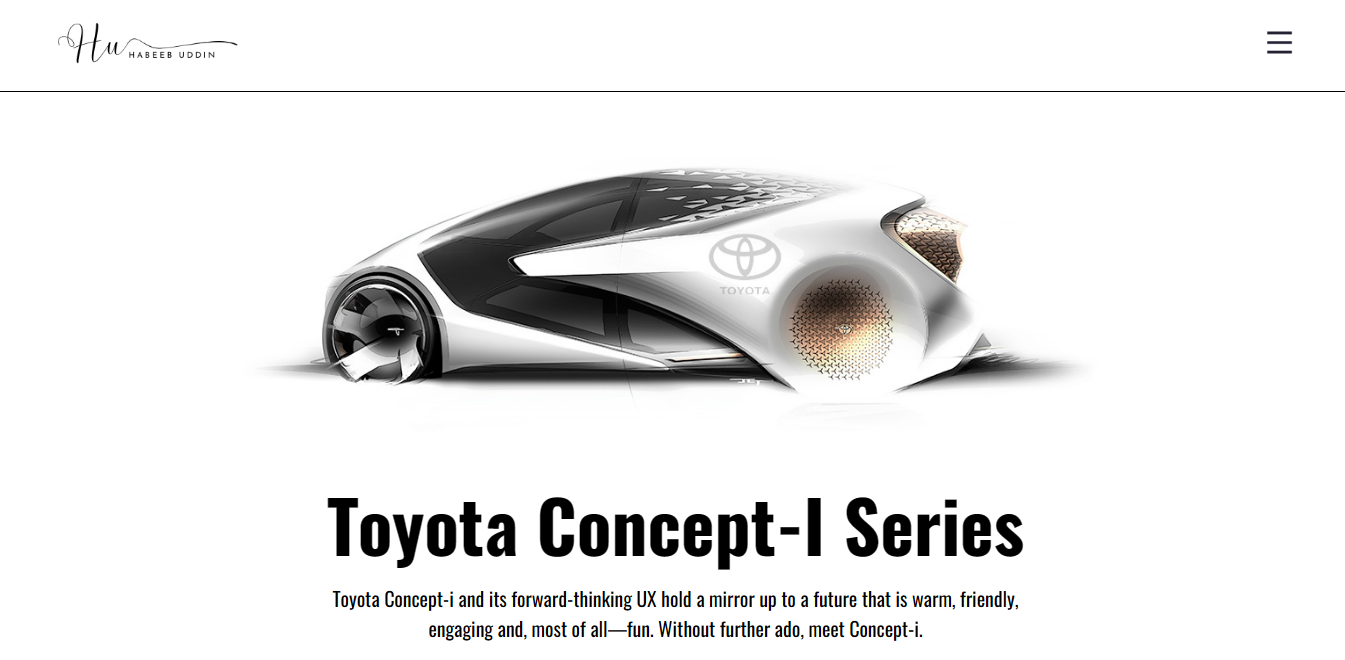 Hu
HABEEB UDDIN
TOYOTA
Toyota Concept-I Series
Toyota Concept-i and its forward-thinking UX hold a mirror up to a future that is warm, friendly,
engaging and, most of all—fun. Without further ado, meet Concept-i.